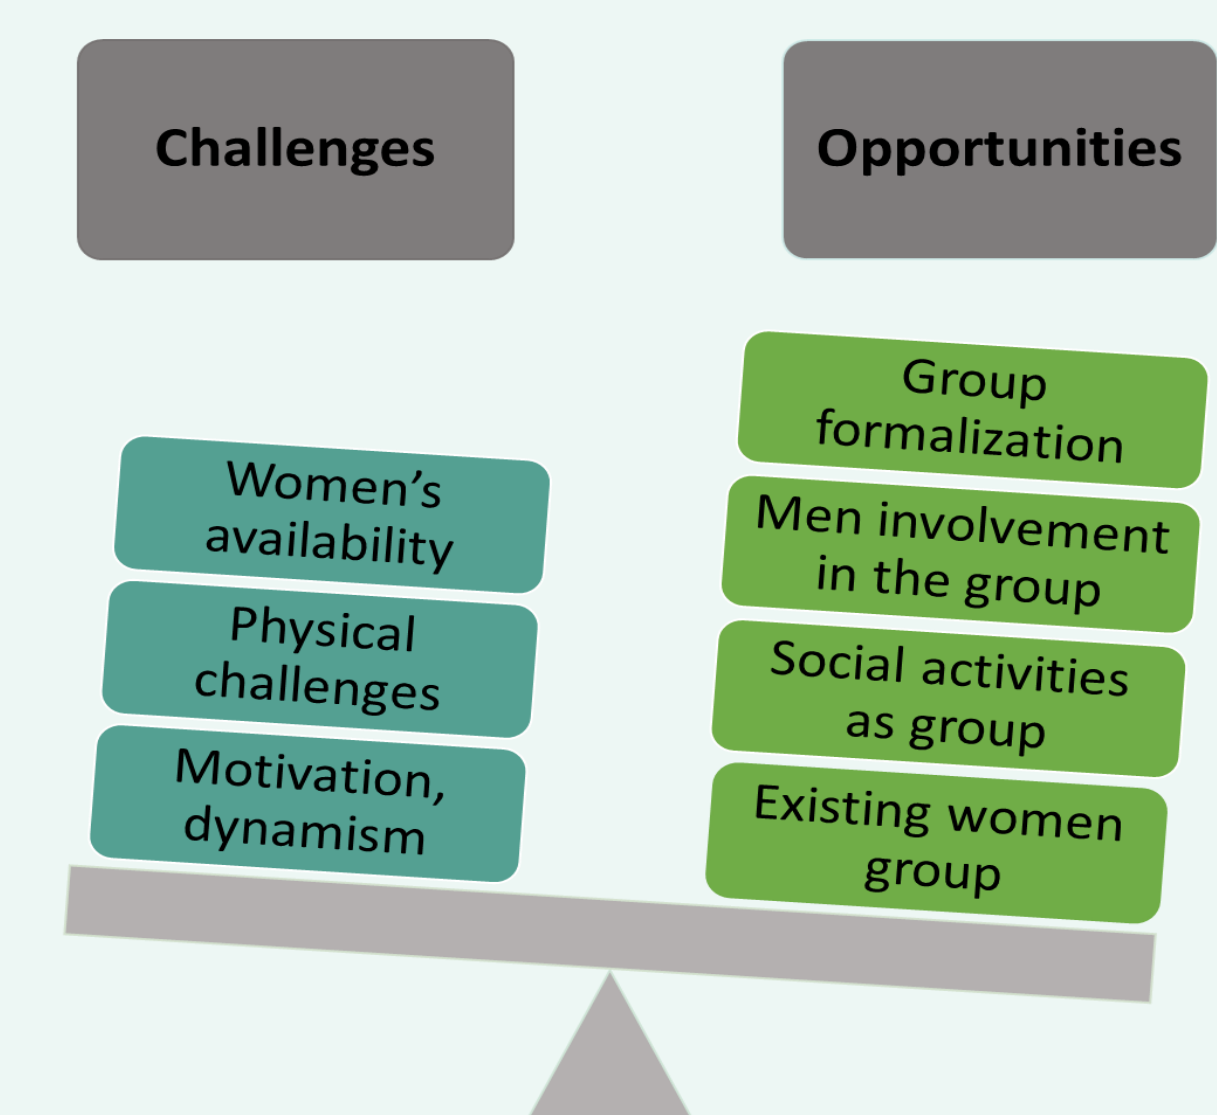 Challenges
Opportunities
Women’s
availability
Physical
challenges
Motivation,
dynamism
Group
formalization
Men involvement
in the group
Social activities
as group
Existing women
group